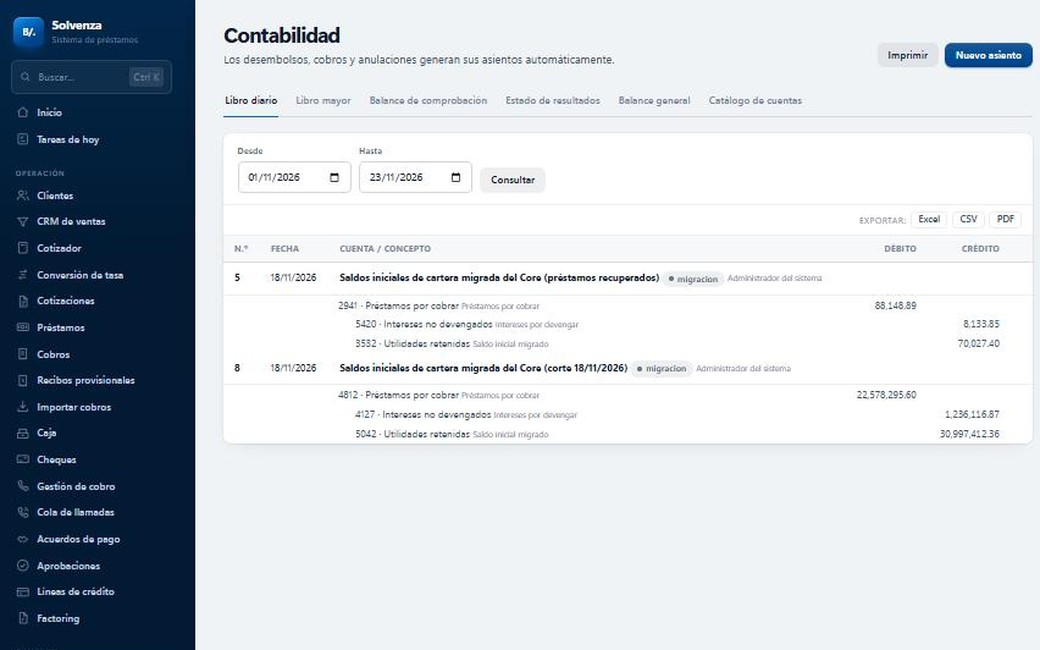 B/.
Solvenza
Sistema de préstamos
Buscar... Ctrl K
Inicio
Tareas de hoy
OPERACIÓN
Clientes
CRM de ventas
Cotizador
Conversión de tasa
Cotizaciones
Préstamos
Cobros
Recibos provisionales
Importar cobros
Caja
Cheques
Gestión de cobro
Cola de llamadas
Acuerdos de pago
Aprobaciones
Líneas de crédito
Factoring
Contabilidad
Los desembolsos, cobros y anulaciones generan sus asientos automáticamente.
Imprimir Nuevo asiento
Libro diario Libro mayor Balance de comprobación Estado de resultados Balance general Catálogo de cuentas
Desde Hasta
01/11/2026 23/11/2026 Consultar
EXPORTAR: Excel CSV PDF
N.º FECHA CUENTA / CONCEPTO DÉBITO CRÉDITO
5 18/11/2026 Saldos iniciales de cartera migrada del Core (préstamos recuperados) migracion Administrador del sistema
2941 · Préstamos por cobrar Préstamos por cobrar 88,148.89
5420 · Intereses no devengados Intereses por devengar 8,133.85
3532 · Utilidades retenidas Saldo inicial migrado 70,027.40
8 18/11/2026 Saldos iniciales de cartera migrada del Core (corte 18/11/2026) migracion Administrador del sistema
4812 · Préstamos por cobrar Préstamos por cobrar 22,578,295.60
4127 · Intereses no devengados Intereses por devengar 1,236,116.87
5042 · Utilidades retenidas Saldo inicial migrado 30,997,412.36